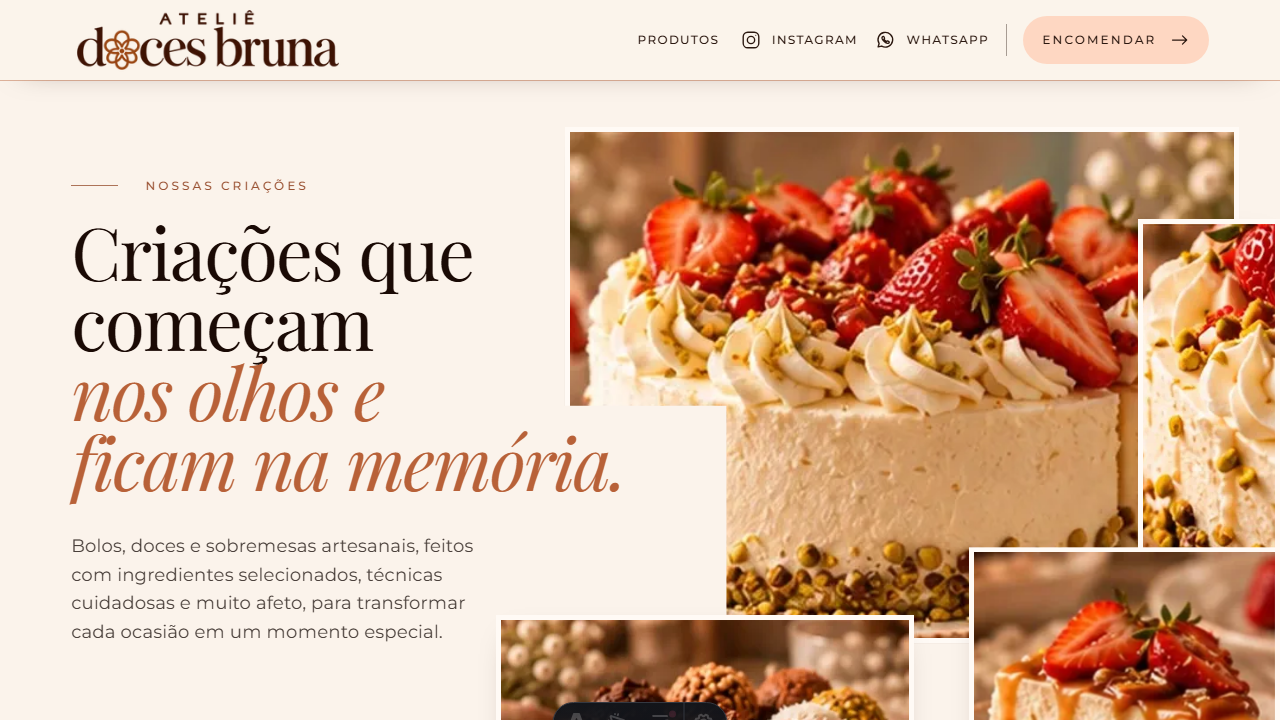 ATELIÊ
doces bruna
PRODUTOS
INSTAGRAM
WHATSAPP
ENCOMENDAR
NOSSAS CRIAÇÕES
Criações que
começam
nos olhos e
ficam na memória.
Bolos, doces e sobremesas artesanais, feitos
com ingredientes selecionados, técnicas
cuidadosas e muito afeto, para transformar
cada ocasião em um momento especial.